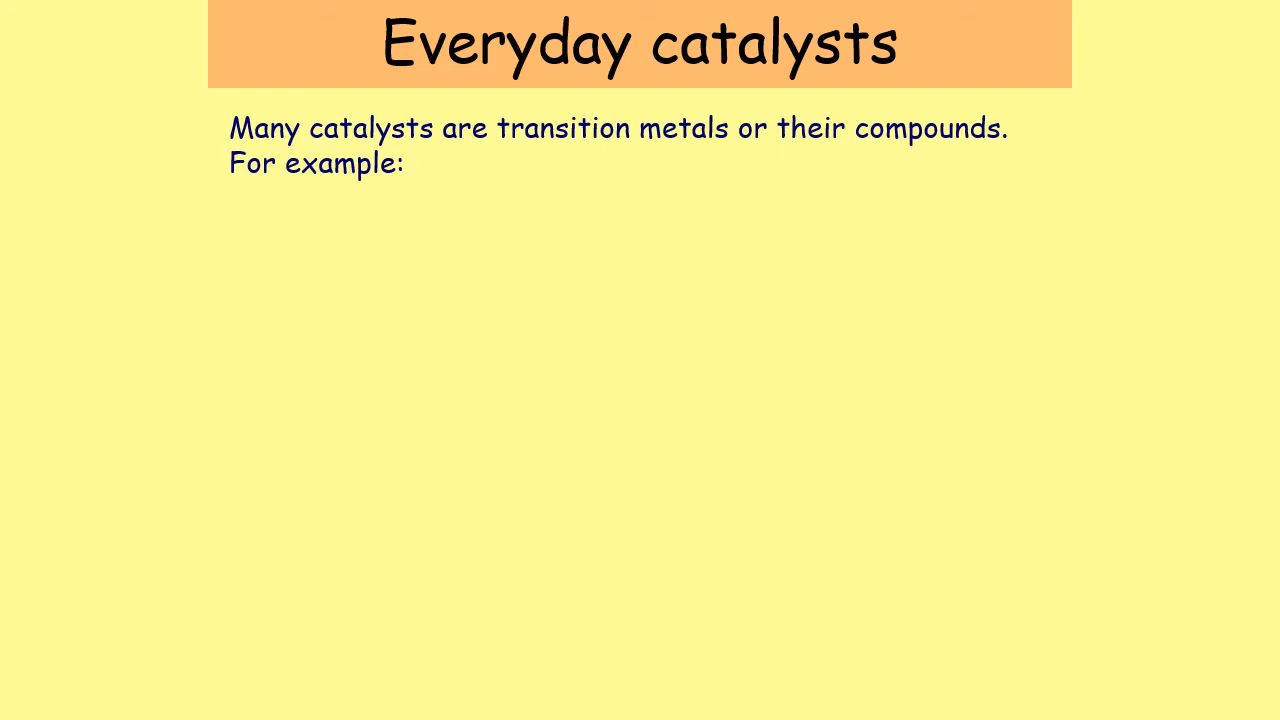 Everyday catalysts
Many catalysts are transition metals or their compounds.
For example: